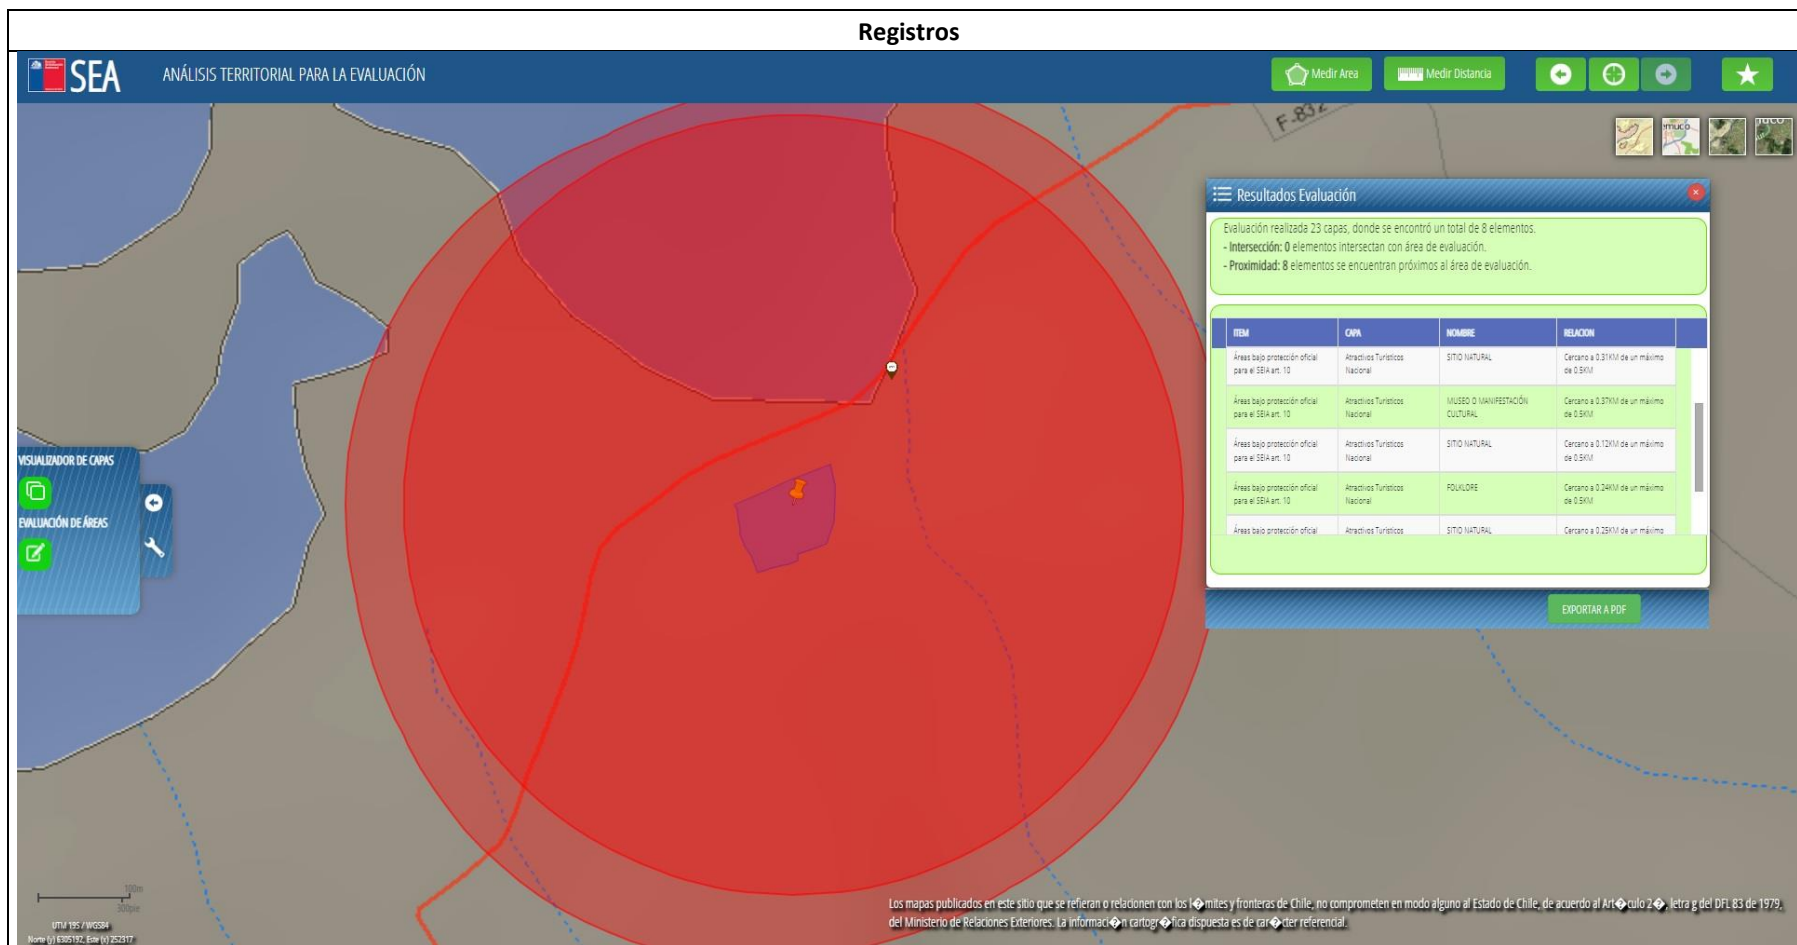 Registros
SEA
ANÁLISIS TERRITORIAL PARA LA EVALUACIÓN
Medir Area
Medir Distancia
F-832
emuco
Resultados Evaluación
Evaluación realizada 23 capas, donde se encontró un total de 8 elementos.
- Intersección: 0 elementos intersectan con área de evaluación.
- Proximidad: 8 elementos se encuentran próximos al área de evaluación.
ITEM CAPA NOMBRE RELACION
Áreas bajo protección oficial para el SEIA art. 10 Atractivos Turísticos Nacional SITIO NATURAL Cercano a 0.31KM de un máximo de 0.5KM
Áreas bajo protección oficial para el SEIA art. 10 Atractivos Turísticos Nacional MUSEO O MANIFESTACIÓN CULTURAL Cercano a 0.37KM de un máximo de 0.5KM
Áreas bajo protección oficial para el SEIA art. 10 Atractivos Turísticos Nacional SITIO NATURAL Cercano a 0.12KM de un máximo de 0.5KM
Áreas bajo protección oficial para el SEIA art. 10 Atractivos Turísticos Nacional FOLKLORE Cercano a 0.24KM de un máximo de 0.5KM
Áreas bajo protección oficial Atractivos Turísticos SITIO NATURAL Cercano a 0.25KM de un máximo
EXPORTAR A PDF
VISUALIZADOR DE CAPAS
EVALUACIÓN DE ÁREAS
100m
300pie
UTM 19S / WGS84
Norte (y) 6305192, Este (x) 252317
Los mapas publicados en este sitio que se refieran o relacionen con los l�mites y fronteras de Chile, no comprometen en modo alguno al Estado de Chile, de acuerdo al Art�culo 2�, letra g del DFL 83 de 1979,
del Ministerio de Relaciones Exteriores. La informaci�n cartogr�fica dispuesta es de car�cter referencial.